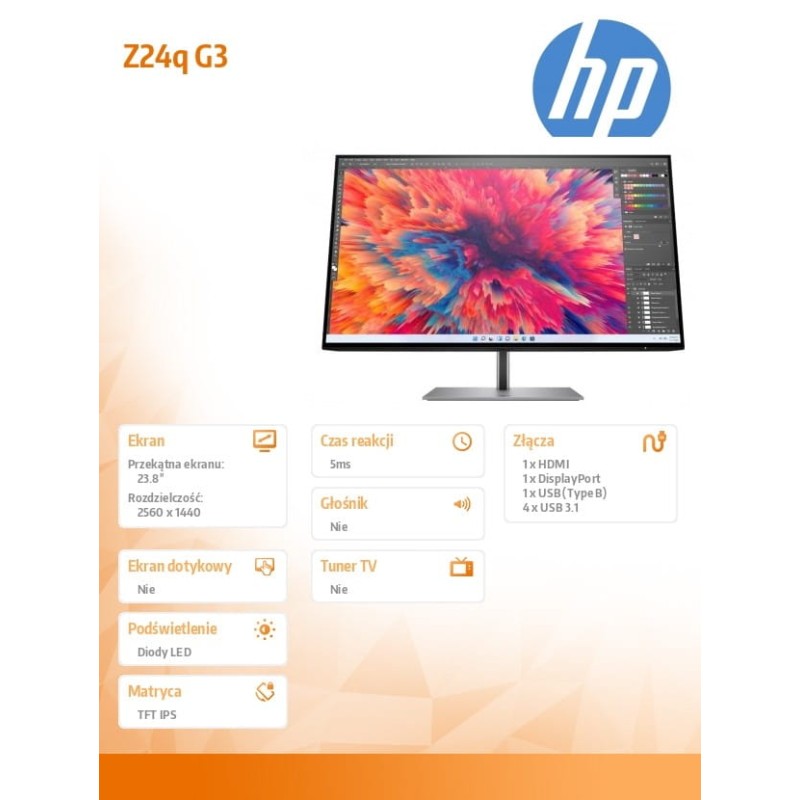 Z24q G3
hp
Ekran
Przekątna ekranu:
23.8"
Rozdzielczość:
2560 x 1440
Czas reakcji
5ms
Głośnik
Nie
Złącza
1 x HDMI
1 x DisplayPort
1 x USB (Type B)
4 x USB 3.1
Ekran dotykowy
Nie
Tuner TV
Nie
Podświetlenie
Diody LED
Matryca
TFT IPS